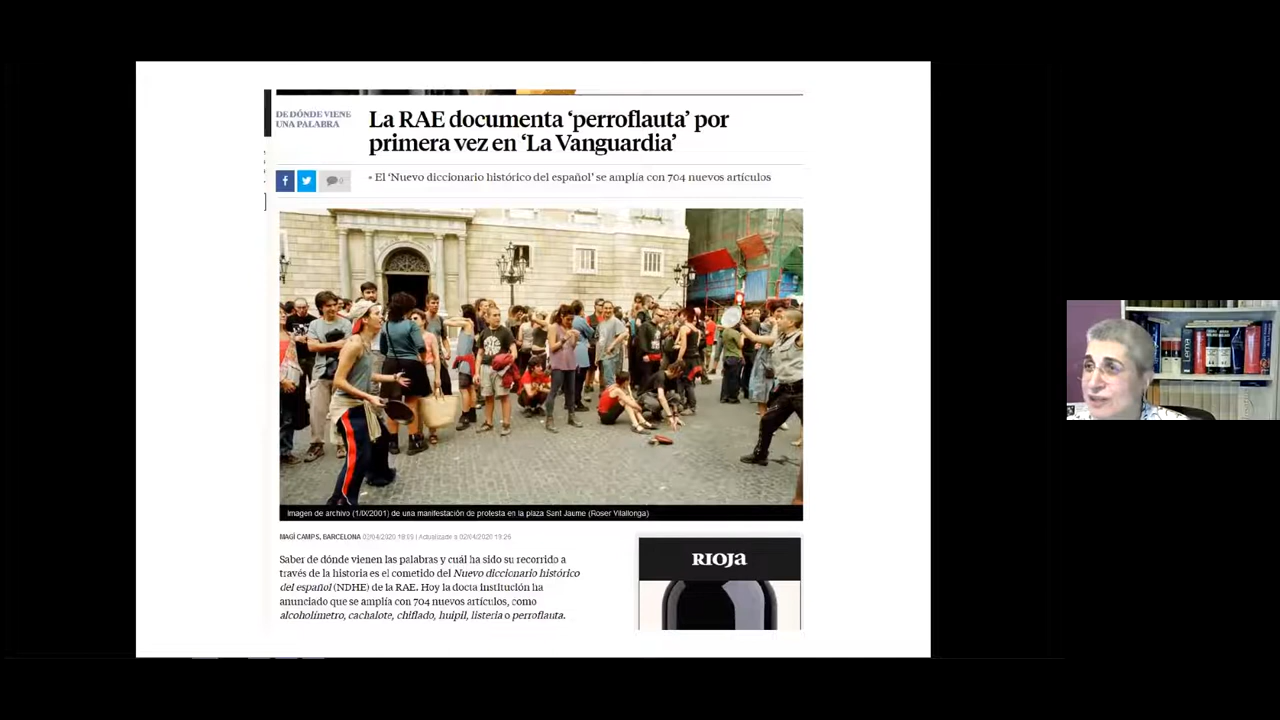 DE DÓNDE VIENE
UNA PALABRA
La RAE documenta ‘perroflauta’ por
primera vez en ‘La Vanguardia’
El ‘Nuevo diccionario histórico del español’ se amplía con 704 nuevos artículos
Imagen de archivo (1/IX/2001) de una manifestación de protesta en la plaza Sant Jaume (Roser Vilallonga)
MAGÍ CAMPS, BARCELONA
Saber de dónde vienen las palabras y cuál ha sido su recorrido a
través de la historia es el cometido del Nuevo diccionario histórico
del español (NDHE) de la RAE. Hoy la docta institución ha
anunciado que se amplía con 704 nuevos artículos, como
alcoholímetro, cachalote, chiflado, huipil, listeria o perroflauta.
RIOJA
Lema